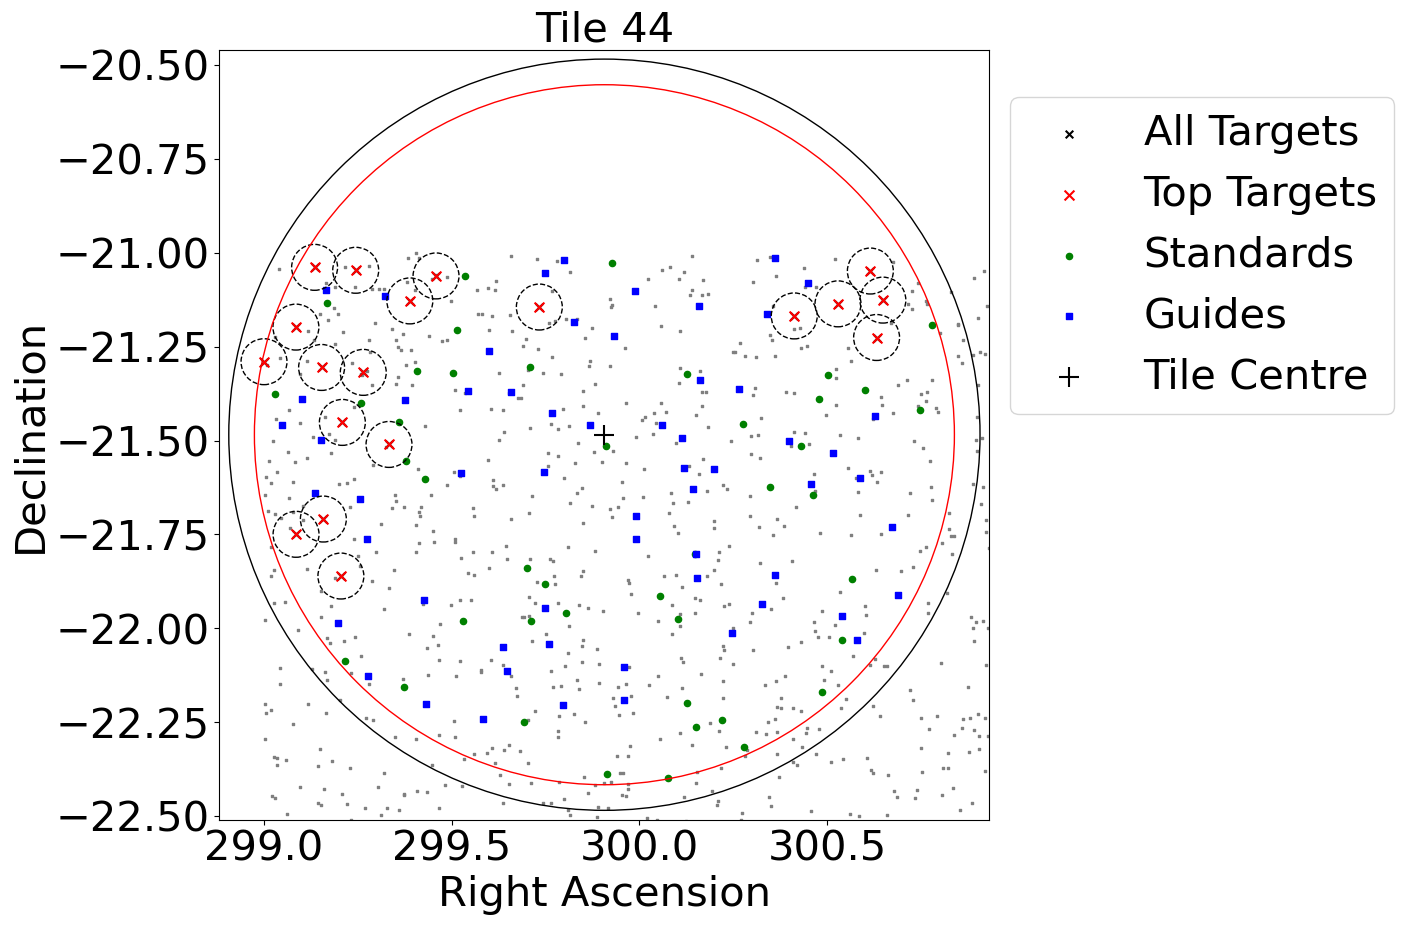 Tile 44
−20.50
−20.75
−21.00
−21.25
−21.50
−21.75
−22.00
−22.25
−22.50
299.0
299.5
300.0
300.5
Right Ascension
Declination
All Targets
Top Targets
Standards
Guides
Tile Centre